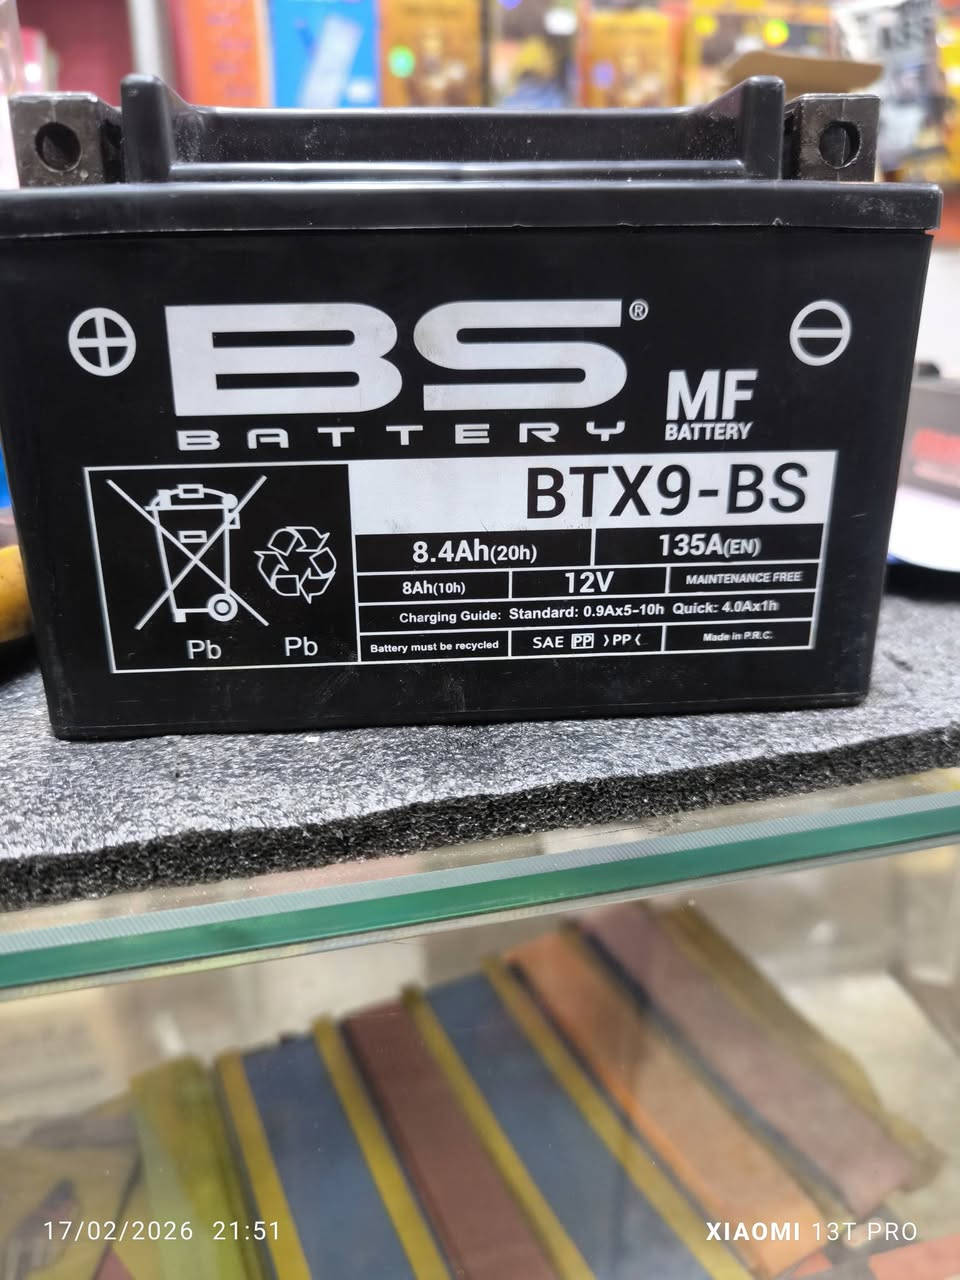 BS®
BATTERY
MF
BATTERY
BTX9-BS
8.4Ah(20h) 135A(EN)
8Ah(10h) 12V MAINTENANCE FREE
Charging Guide: Standard: 0.9Ax5-10h Quick: 4.0Ax1h
Battery must be recycled SAE PP >PP< Made in P.R.C.
Pb Pb
17/02/2026 21:51
XIAOMI 13T PRO